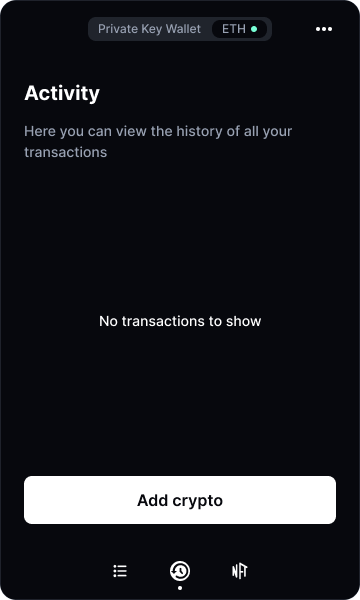 Private Key Wallet ETH
Activity
Here you can view the history of all your
transactions
No transactions to show
Add crypto
NFT